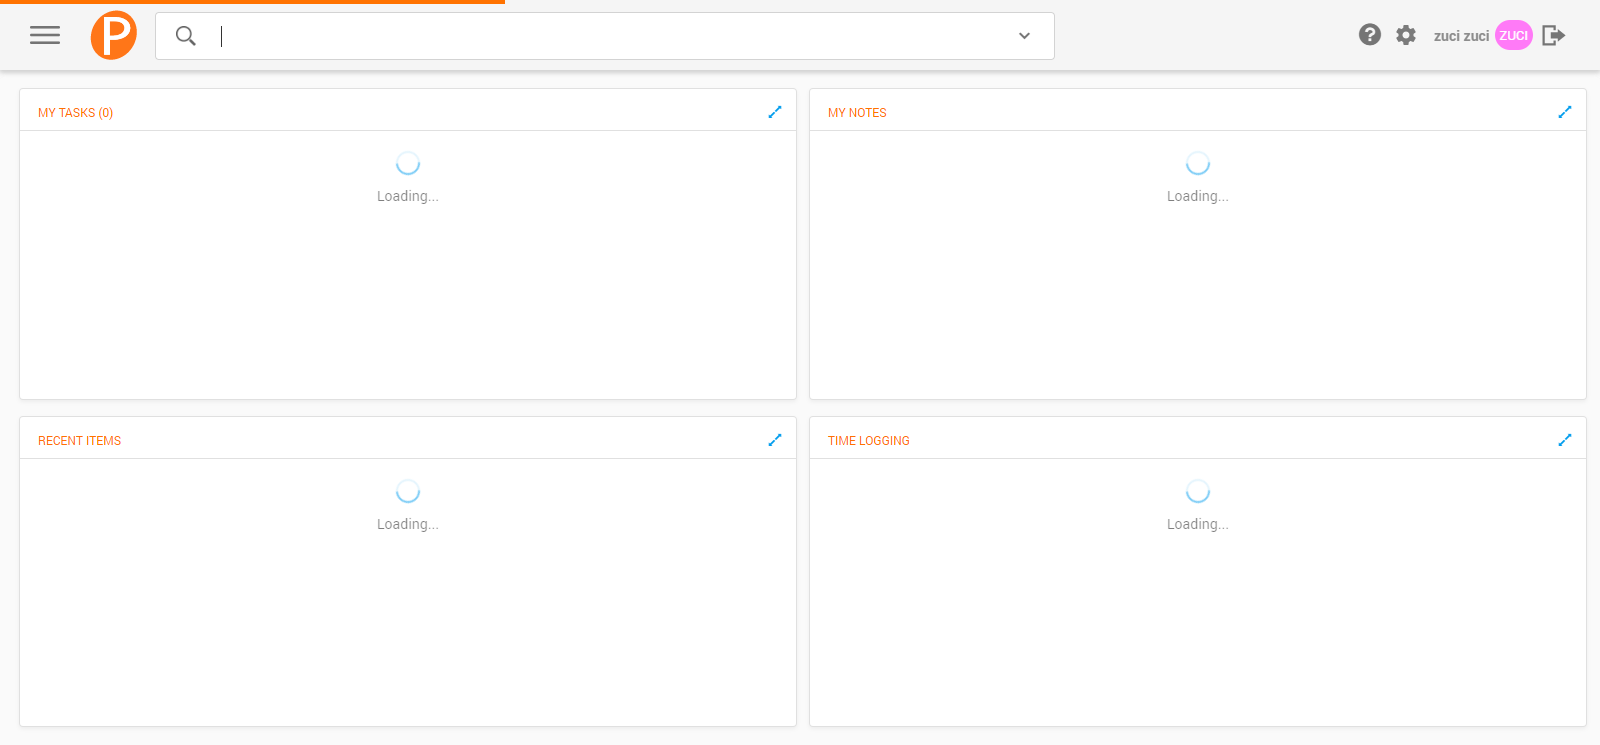 P
zuci zuci ZUCI
MY TASKS (0)
Loading...
MY NOTES
Loading...
RECENT ITEMS
Loading...
TIME LOGGING
Loading...